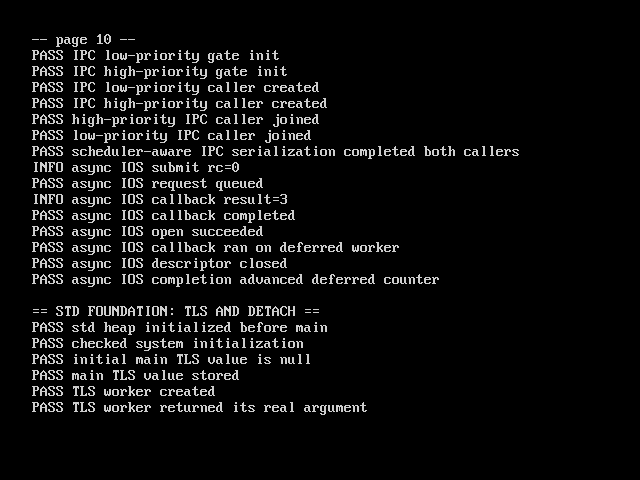 -- page 10 --
PASS IPC low-priority gate init
PASS IPC high-priority gate init
PASS IPC low-priority caller created
PASS IPC high-priority caller created
PASS high-priority IPC caller joined
PASS low-priority IPC caller joined
PASS scheduler-aware IPC serialization completed both callers
INFO async IOS submit rc=0
PASS async IOS request queued
INFO async IOS callback result=3
PASS async IOS callback completed
PASS async IOS open succeeded
PASS async IOS callback ran on deferred worker
PASS async IOS descriptor closed
PASS async IOS completion advanced deferred counter
== STD FOUNDATION: TLS AND DETACH ==
PASS std heap initialized before main
PASS checked system initialization
PASS initial main TLS value is null
PASS main TLS value stored
PASS TLS worker created
PASS TLS worker returned its real argument